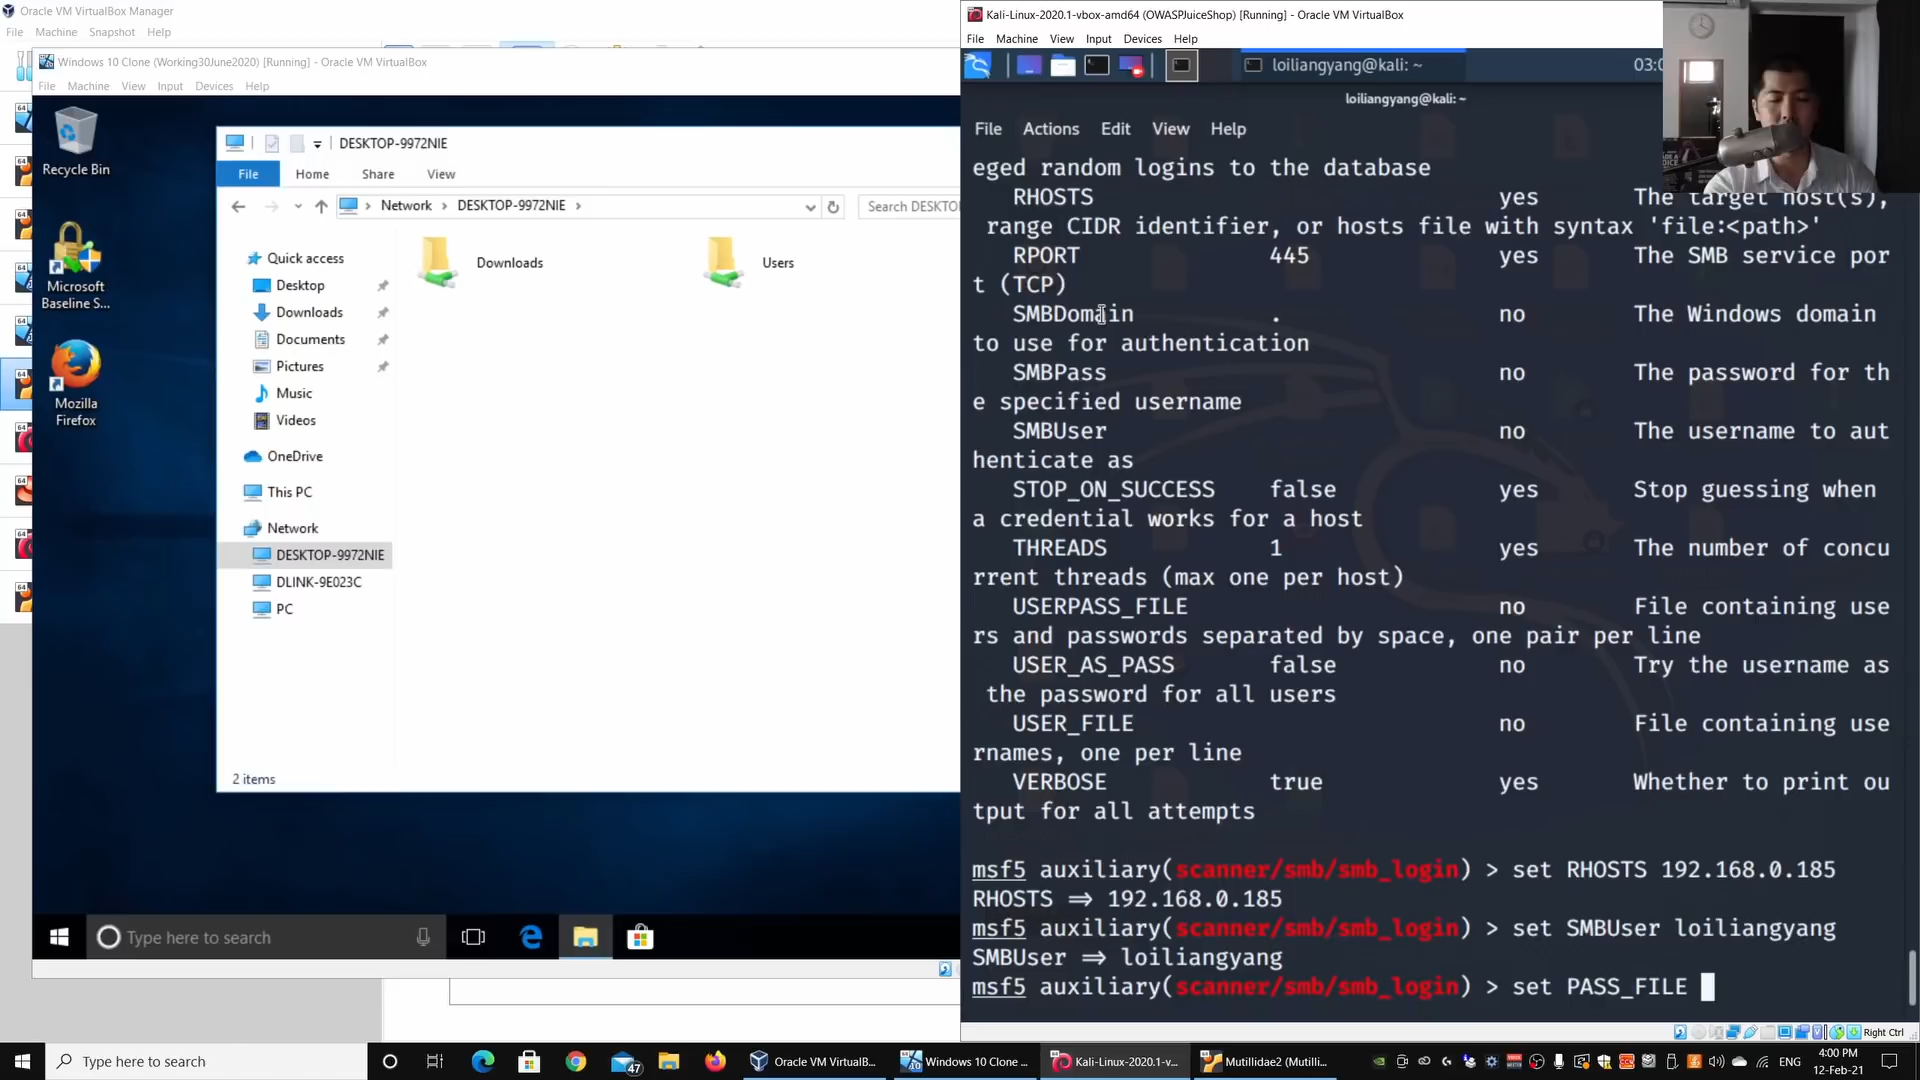 Oracle VM VirtualBox Manager
File Machine Snapshot Help
Windows 10 Clone (Working30June2020) [Running] - Oracle VM VirtualBox
File Machine View Input Devices Help
Recycle Bin
Microsoft
Baseline S...
Mozilla
Firefox
DESKTOP-9972NIE
File Home Share View
Network DESKTOP-9972NIE
Search DESKTO
Quick access
Desktop
Downloads
Documents
Pictures
Music
Videos
OneDrive
This PC
Network
DESKTOP-9972NIE
DLINK-9E023C
PC
Downloads
Users
2 items
Type here to search
Kali-Linux-2020.1-vbox-amd64 (OWASPJuiceShop) [Running] - Oracle VM VirtualBox
File Machine View Input Devices Help
loiliangyang@kali: ~
03:0
loiliangyang@kali: ~
File Actions Edit View Help
eged random logins to the database
RHOSTS yes The target host(s),
range CIDR identifier, or hosts file with syntax 'file:<path>'
RPORT 445 yes The SMB service por
t (TCP)
SMBDomain . no The Windows domain
to use for authentication
SMBPass no The password for th
e specified username
SMBUser no The username to aut
henticate as
STOP_ON_SUCCESS false yes Stop guessing when
a credential works for a host
THREADS 1 yes The number of concu
rrent threads (max one per host)
USERPASS_FILE no File containing use
rs and passwords separated by space, one pair per line
USER_AS_PASS false no Try the username as
the password for all users
USER_FILE no File containing use
rnames, one per line
VERBOSE true yes Whether to print ou
tput for all attempts
msf5 auxiliary(scanner/smb/smb_login) > set RHOSTS 192.168.0.185
RHOSTS => 192.168.0.185
msf5 auxiliary(scanner/smb/smb_login) > set SMBUser loiliangyang
SMBUser => loiliangyang
msf5 auxiliary(scanner/smb/smb_login) > set PASS_FILE
Right Ctrl
Type here to search
47
Oracle VM VirtualB...
Windows 10 Clone ...
Kali-Linux-2020.1-v...
Mutillidae2 (Mutilli...
ENG
4:00 PM
12-Feb-21